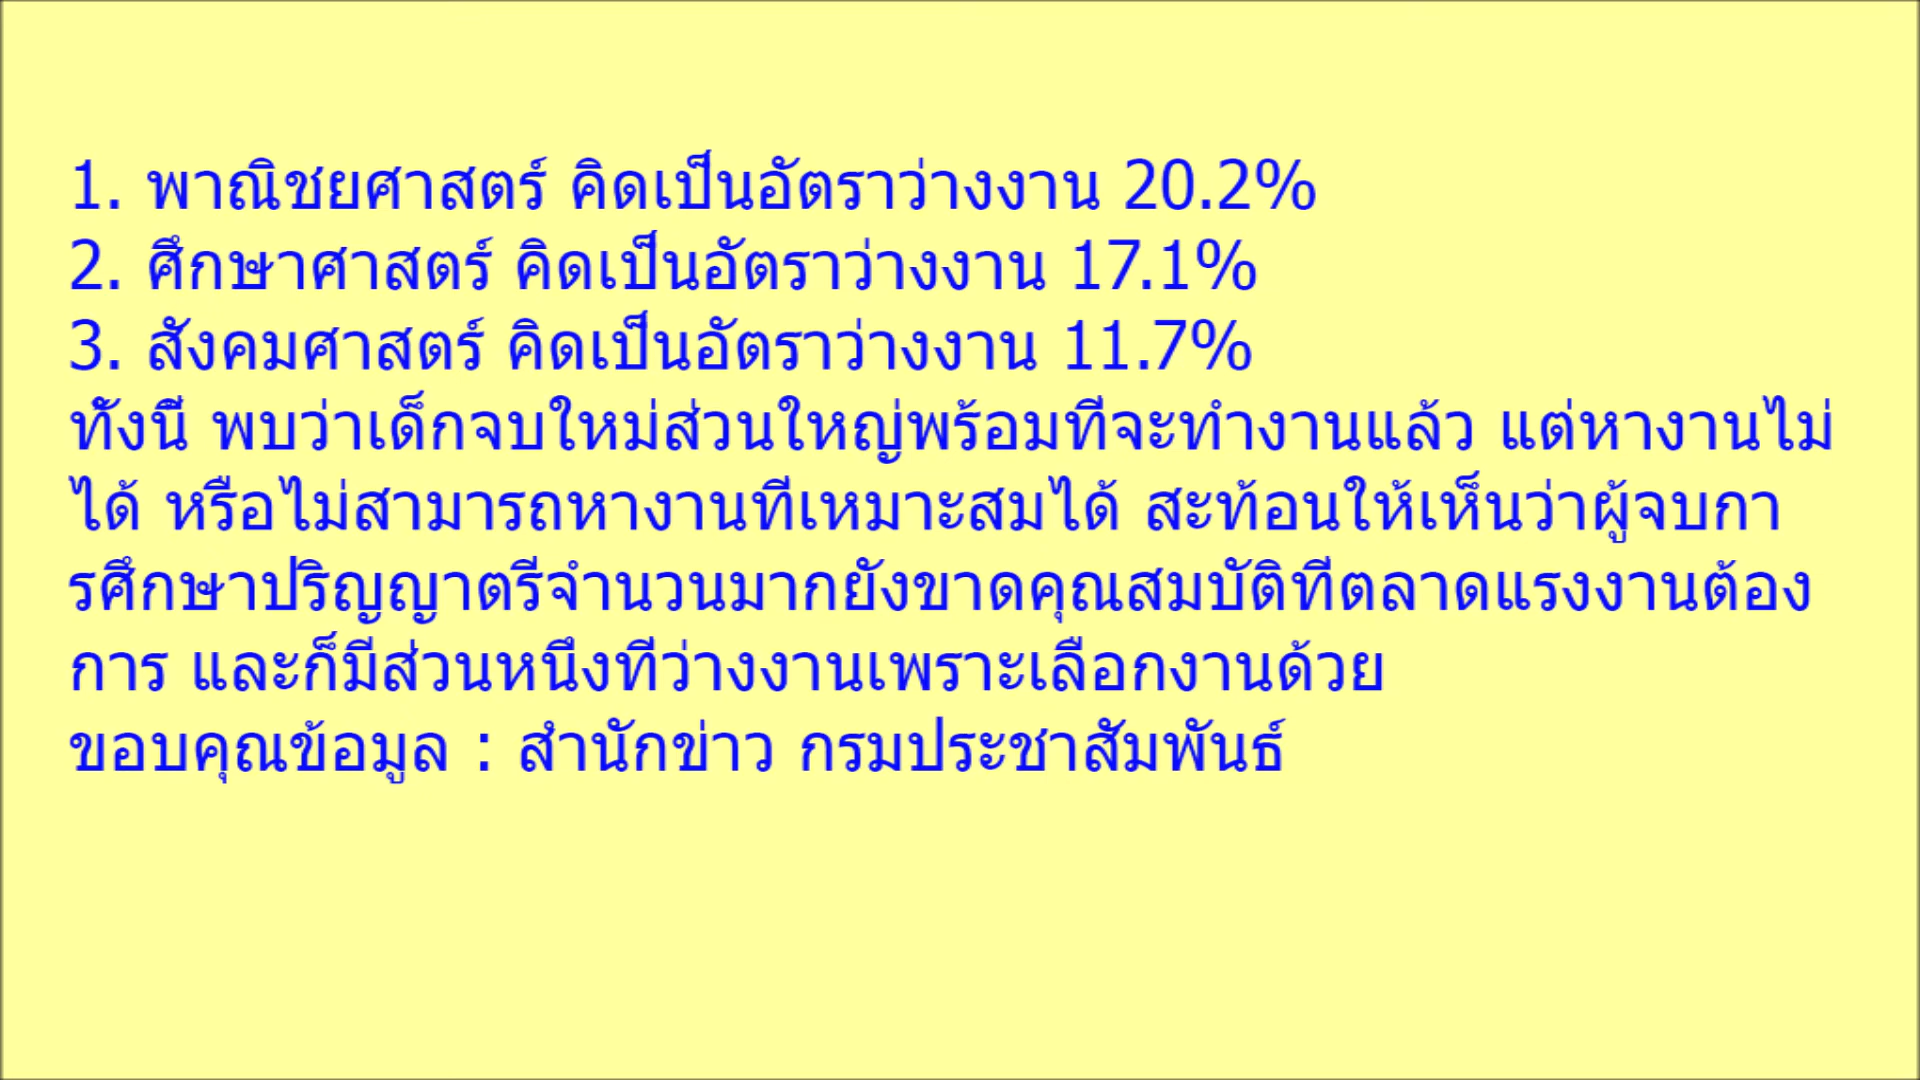 1. พาณิชยศาสตร์ คิดเป็นอัตราว่างงาน 20.2%
2. ศึกษาศาสตร์ คิดเป็นอัตราว่างงาน 17.1%
3. สังคมศาสตร์ คิดเป็นอัตราว่างงาน 11.7%
ทั้งนี้ พบว่าเด็กจบใหม่ส่วนใหญ่พร้อมที่จะทำงานแล้ว แต่หางานไม่
ได้ หรือไม่สามารถหางานที่เหมาะสมได้ สะท้อนให้เห็นว่าผู้จบกา
รศึกษาปริญญาตรีจำนวนมากยังขาดคุณสมบัติที่ตลาดแรงงานต้อง
การ และก็มีส่วนหนึ่งที่ว่างงานเพราะเลือกงานด้วย
ขอบคุณข้อมูล : สำนักข่าว กรมประชาสัมพันธ์